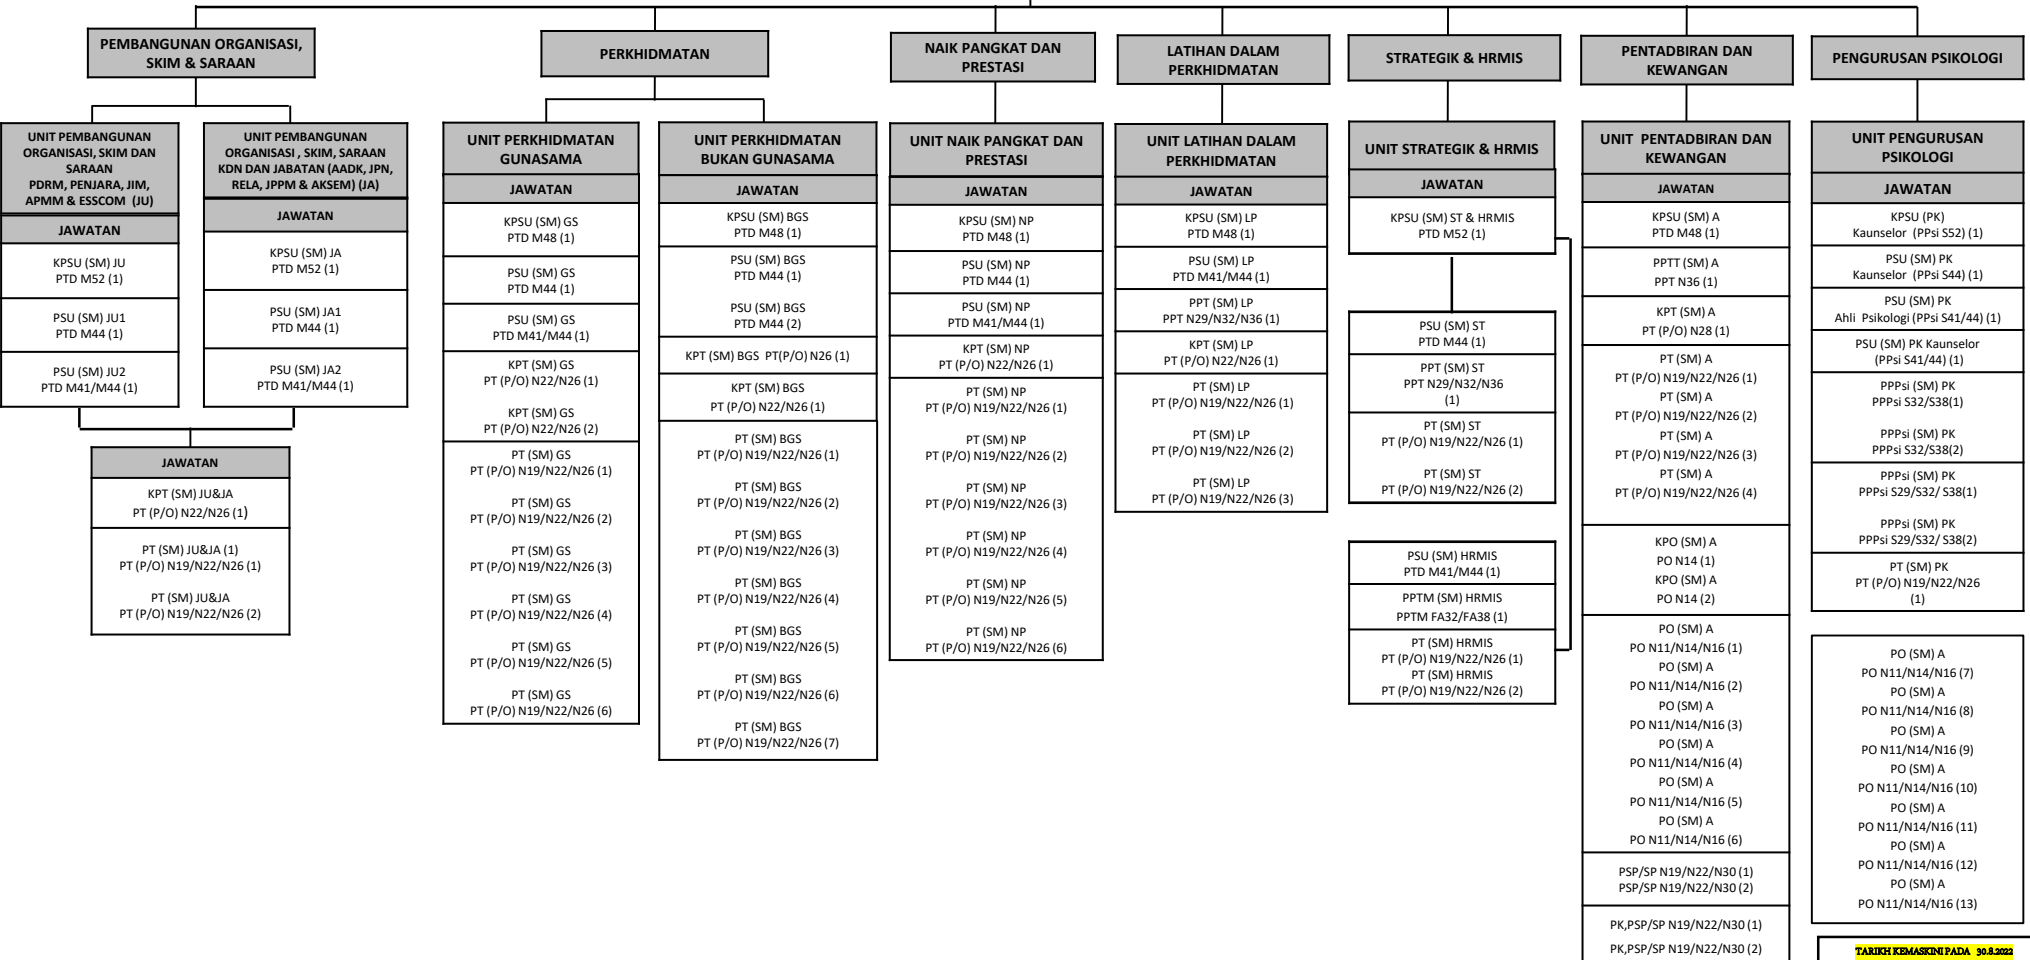 PEMBANGUNAN ORGANISASI,
SKIM & SARAAN
UNIT PEMBANGUNAN
ORGANISASI, SKIM DAN
SARAAN
PDRM, PENJARA, JIM,
APMM & ESSCOM (JU)
JAWATAN
KPSU (SM) JU
PTD M52 (1)
PSU (SM) JU1
PTD M44 (1)
PSU (SM) JU2
PTD M41/M44 (1)
UNIT PEMBANGUNAN
ORGANISASI , SKIM, SARAAN
KDN DAN JABATAN (AADK, JPN,
RELA, JPPM & AKSEM) (JA)
JAWATAN
KPSU (SM) JA
PTD M52 (1)
PSU (SM) JA1
PTD M44 (1)
PSU (SM) JA2
PTD M41/M44 (1)
JAWATAN
KPT (SM) JU&JA
PT (P/O) N22/N26 (1)
PT (SM) JU&JA (1)
PT (P/O) N19/N22/N26 (1)
PT (SM) JU&JA
PT (P/O) N19/N22/N26 (2)
PERKHIDMATAN
UNIT PERKHIDMATAN
GUNASAMA
JAWATAN
KPSU (SM) GS
PTD M48 (1)
PSU (SM) GS
PTD M44 (1)
PSU (SM) GS
PTD M41/M44 (1)
KPT (SM) GS
PT (P/O) N22/N26 (1)
KPT (SM) GS
PT (P/O) N22/N26 (2)
PT (SM) GS
PT (P/O) N19/N22/N26 (1)
PT (SM) GS
PT (P/O) N19/N22/N26 (2)
PT (SM) GS
PT (P/O) N19/N22/N26 (3)
PT (SM) GS
PT (P/O) N19/N22/N26 (4)
PT (SM) GS
PT (P/O) N19/N22/N26 (5)
PT (SM) GS
PT (P/O) N19/N22/N26 (6)
UNIT PERKHIDMATAN
BUKAN GUNASAMA
JAWATAN
KPSU (SM) BGS
PTD M48 (1)
PSU (SM) BGS
PTD M44 (1)
PSU (SM) BGS
PTD M44 (2)
KPT (SM) BGS PT(P/O) N26 (1)
KPT (SM) BGS
PT (P/O) N22/N26 (1)
PT (SM) BGS
PT (P/O) N19/N22/N26 (1)
PT (SM) BGS
PT (P/O) N19/N22/N26 (2)
PT (SM) BGS
PT (P/O) N19/N22/N26 (3)
PT (SM) BGS
PT (P/O) N19/N22/N26 (4)
PT (SM) BGS
PT (P/O) N19/N22/N26 (5)
PT (SM) BGS
PT (P/O) N19/N22/N26 (6)
PT (SM) BGS
PT (P/O) N19/N22/N26 (7)
NAIK PANGKAT DAN
PRESTASI
UNIT NAIK PANGKAT DAN
PRESTASI
JAWATAN
KPSU (SM) NP
PTD M48 (1)
PSU (SM) NP
PTD M44 (1)
PSU (SM) NP
PTD M41/M44 (1)
KPT (SM) NP
PT (P/O) N22/N26 (1)
PT (SM) NP
PT (P/O) N19/N22/N26 (1)
PT (SM) NP
PT (P/O) N19/N22/N26 (2)
PT (SM) NP
PT (P/O) N19/N22/N26 (3)
PT (SM) NP
PT (P/O) N19/N22/N26 (4)
PT (SM) NP
PT (P/O) N19/N22/N26 (5)
PT (SM) NP
PT (P/O) N19/N22/N26 (6)
LATIHAN DALAM
PERKHIDMATAN
UNIT LATIHAN DALAM
PERKHIDMATAN
JAWATAN
KPSU (SM) LP
PTD M48 (1)
PSU (SM) LP
PTD M41/M44 (1)
PPT (SM) LP
PPT N29/N32/N36 (1)
KPT (SM) LP
PT (P/O) N22/N26 (1)
PT (SM) LP
PT (P/O) N19/N22/N26 (1)
PT (SM) LP
PT (P/O) N19/N22/N26 (2)
PT (SM) LP
PT (P/O) N19/N22/N26 (3)
STRATEGIK & HRMIS
UNIT STRATEGIK & HRMIS
JAWATAN
KPSU (SM) ST & HRMIS
PTD M52 (1)
PSU (SM) ST
PTD M44 (1)
PPT (SM) ST
PPT N29/N32/N36
(1)
PT (SM) ST
PT (P/O) N19/N22/N26 (1)
PT (SM) ST
PT (P/O) N19/N22/N26 (2)
PSU (SM) HRMIS
PTD M41/M44 (1)
PPTM (SM) HRMIS
PPTM FA32/FA38 (1)
PT (SM) HRMIS
PT (P/O) N19/N22/N26 (1)
PT (SM) HRMIS
PT (P/O) N19/N22/N26 (2)
PENTADBIRAN DAN
KEWANGAN
UNIT PENTADBIRAN DAN
KEWANGAN
JAWATAN
KPSU (SM) A
PTD M48 (1)
PPTT (SM) A
PPT N36 (1)
KPT (SM) A
PT (P/O) N28 (1)
PT (SM) A
PT (P/O) N19/N22/N26 (1)
PT (SM) A
PT (P/O) N19/N22/N26 (2)
PT (SM) A
PT (P/O) N19/N22/N26 (3)
PT (SM) A
PT (P/O) N19/N22/N26 (4)
KPO (SM) A
PO N14 (1)
KPO (SM) A
PO N14 (2)
PO (SM) A
PO N11/N14/N16 (1)
PO (SM) A
PO N11/N14/N16 (2)
PO (SM) A
PO N11/N14/N16 (3)
PO (SM) A
PO N11/N14/N16 (4)
PO (SM) A
PO N11/N14/N16 (5)
PO (SM) A
PO N11/N14/N16 (6)
PSP/SP N19/N22/N30 (1)
PSP/SP N19/N22/N30 (2)
PK,PSP/SP N19/N22/N30 (1)
PK,PSP/SP N19/N22/N30 (2)
PENGURUSAN PSIKOLOGI
UNIT PENGURUSAN
PSIKOLOGI
JAWATAN
KPSU (PK)
Kaunselor (PPsi S52) (1)
PSU (SM) PK
Kaunselor (PPsi S44) (1)
PSU (SM) PK
Ahli Psikologi (PPsi S41/44) (1)
PSU (SM) PK Kaunselor
(PPsi S41/44) (1)
PPPsi (SM) PK
PPPsi S32/S38(1)
PPPsi (SM) PK
PPPsi S32/S38(2)
PPPsi (SM) PK
PPPsi S29/S32/ S38(1)
PPPsi (SM) PK
PPPsi S29/S32/ S38(2)
PT (SM) PK
PT (P/O) N19/N22/N26
(1)
PO (SM) A
PO N11/N14/N16 (7)
PO (SM) A
PO N11/N14/N16 (8)
PO (SM) A
PO N11/N14/N16 (9)
PO (SM) A
PO N11/N14/N16 (10)
PO (SM) A
PO N11/N14/N16 (11)
PO (SM) A
PO N11/N14/N16 (12)
PO (SM) A
PO N11/N14/N16 (13)
TARIKH KEMASKINI PADA 30.8.2022